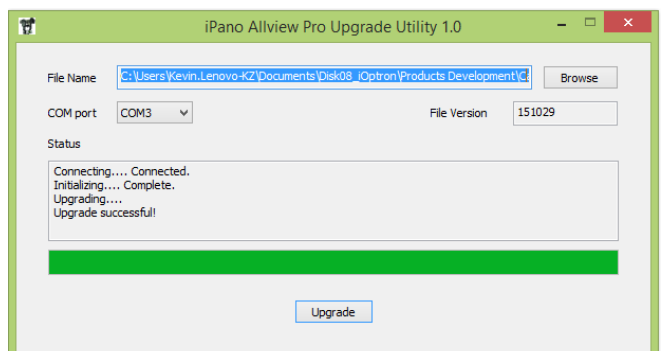 iPano Allview Pro Upgrade Utility 1.0
File Name C:\Users\Kevin.Lenovo-KZ\Documents\Disk08_iOptron\Products Development\C Browse
COM port COM3 File Version 151029
Status
Connecting.... Connected.
Initializing.... Complete.
Upgrading....
Upgrade successful!
Upgrade